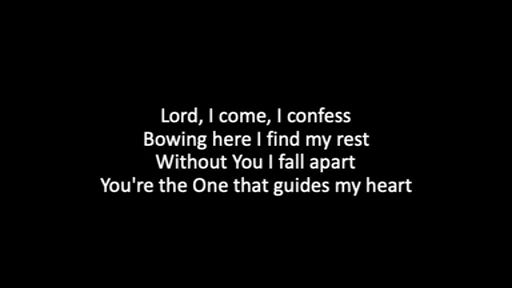 Lord, I come, I confess
Bowing here I find my rest
Without You I fall apart
You're the One that guides my heart